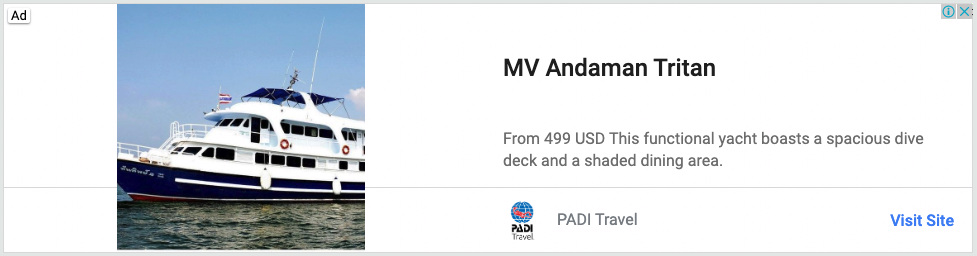 Ad
MV Andaman Tritan
From 499 USD This functional yacht boasts a spacious dive
deck and a shaded dining area.
PADI
Travel
PADI Travel
Visit Site